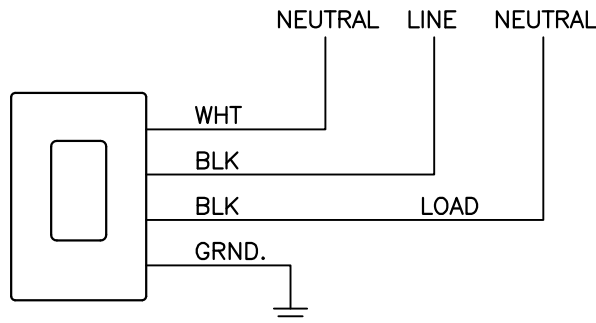 NEUTRAL LINE NEUTRAL
WHT
BLK
BLK LOAD
GRND.